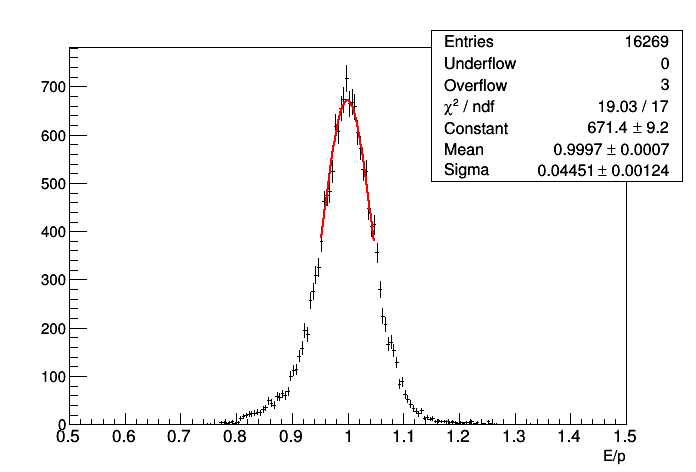 Entries 16269
Underflow 0
Overflow 3
χ² / ndf 19.03 / 17
Constant 671.4 ± 9.2
Mean 0.9997 ± 0.0007
Sigma 0.04451 ± 0.00124
700
600
500
400
300
200
100
0
0.5 0.6 0.7 0.8 0.9 1 1.1 1.2 1.3 1.4 1.5
E/p